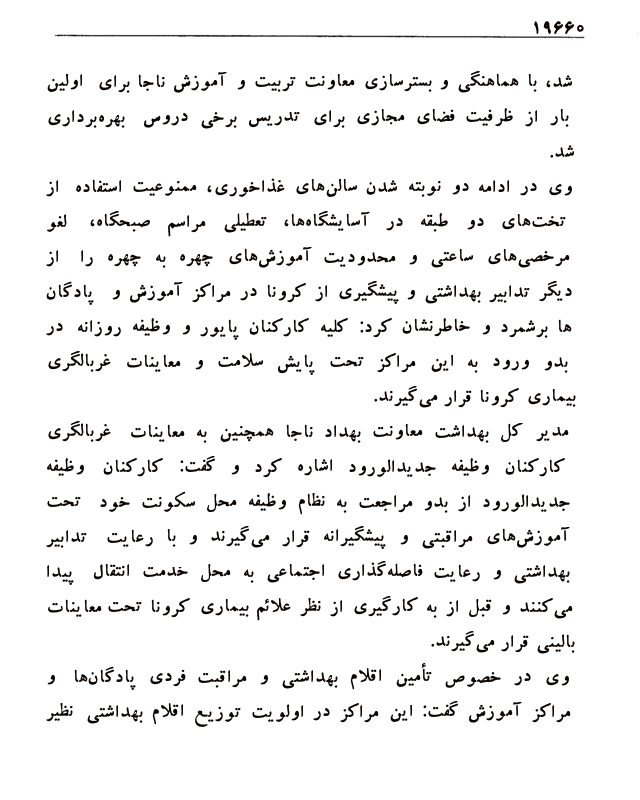 ۱۹۶۶۰
شد، با هماهنگی و بسترسازی معاونت تربیت و آموزش ناجا برای اولین
بار از ظرفیت فضای مجازی برای تدریس برخی دروس بهره‌برداری
شد.
وی در ادامه دو نوبته شدن سالن‌های غذاخوری، ممنوعیت استفاده از
تخت‌های دو طبقه در آسایشگاه‌ها، تعطیلی مراسم صبحگاه، لغو
مرخصی‌های ساعتی و محدودیت آموزش‌های چهره به چهره را از
دیگر تدابیر بهداشتی و پیشگیری از کرونا در مراکز آموزش و پادگان
ها برشمرد و خاطرنشان کرد: کلیه کارکنان پایور و وظیفه روزانه در
بدو ورود به این مراکز تحت پایش سلامت و معاینات غربالگری
بیماری کرونا قرار می‌گیرند.
مدیر کل بهداشت معاونت بهداد ناجا همچنین به معاینات غربالگری
کارکنان وظیفه جدیدالورود اشاره کرد و گفت: کارکنان وظیفه
جدیدالورود از بدو مراجعت به نظام وظیفه محل سکونت خود تحت
آموزش‌های مراقبتی و پیشگیرانه قرار می‌گیرند و با رعایت تدابیر
بهداشتی و رعایت فاصله‌گذاری اجتماعی به محل خدمت انتقال پیدا
می‌کنند و قبل از به کارگیری از نظر علائم بیماری کرونا تحت معاینات
بالینی قرار می‌گیرند.
وی در خصوص تأمین اقلام بهداشتی و مراقبت فردی پادگان‌ها و
مراکز آموزش گفت: این مراکز در اولویت توزیع اقلام بهداشتی نظیر